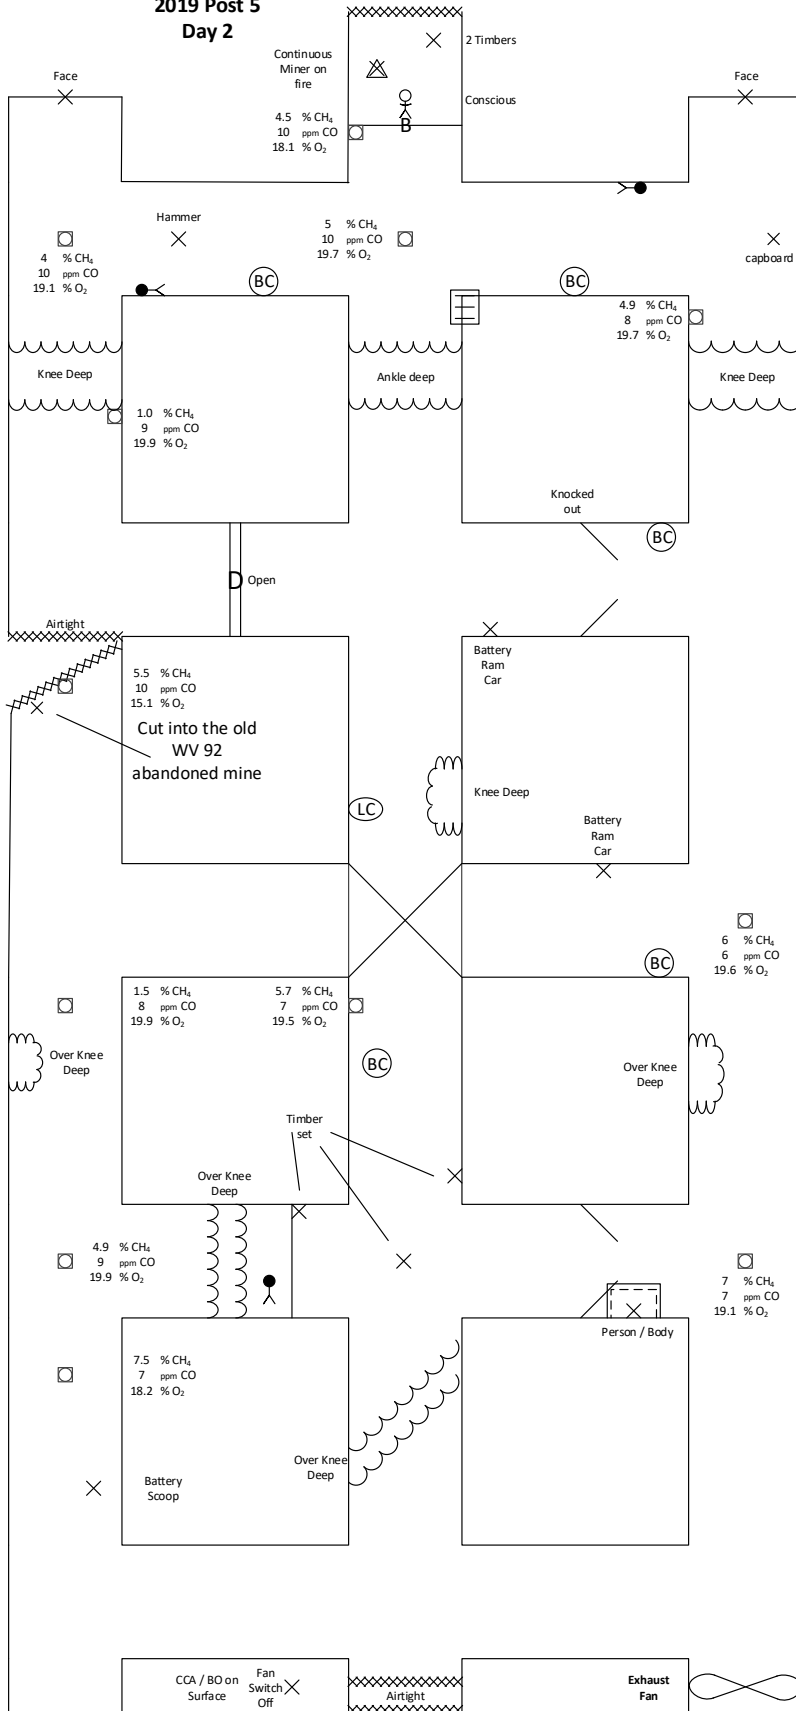 2019 Post 5
Day 2
Continuous
Miner on
fire
2 Timbers
Face
Conscious
Face
4.5 % CH₄
10 ppm CO
18.1 % O₂
B
Hammer
5 % CH₄
10 ppm CO
19.7 % O₂
4 % CH₄
10 ppm CO
19.1 % O₂
capboard
BC
BC
4.9 % CH₄
8 ppm CO
19.7 % O₂
Knee Deep
Ankle deep
Knee Deep
1.0 % CH₄
9 ppm CO
19.9 % O₂
Knocked
out
BC
D Open
Airtight
Battery
Ram
Car
5.5 % CH₄
10 ppm CO
15.1 % O₂
Cut into the old
WV 92
abandoned mine
LC
Knee Deep
Battery
Ram
Car
6 % CH₄
6 ppm CO
19.6 % O₂
BC
1.5 % CH₄
8 ppm CO
19.9 % O₂
5.7 % CH₄
7 ppm CO
19.5 % O₂
Over Knee
Deep
BC
Over Knee
Deep
Timber
set
Over Knee
Deep
4.9 % CH₄
9 ppm CO
19.9 % O₂
7 % CH₄
7 ppm CO
19.1 % O₂
Person / Body
7.5 % CH₄
7 ppm CO
18.2 % O₂
Over Knee
Deep
Battery
Scoop
CCA / BO on
Surface
Fan
Switch
Off
Airtight
Exhaust
Fan